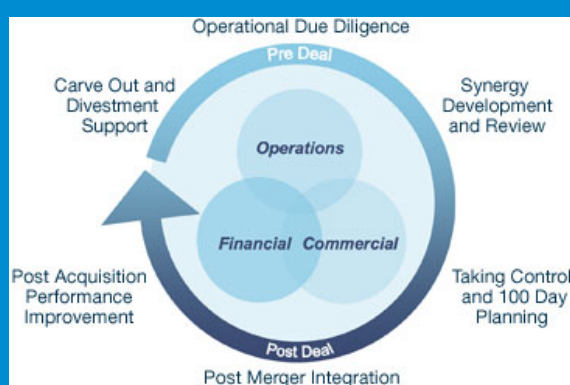 Operational Due Diligence
Pre Deal
Carve Out and
Divestment
Support
Synergy
Development
and Review
Operations
Financial
Commercial
Post Acquisition
Performance
Improvement
Taking Control
and 100 Day
Planning
Post Deal
Post Merger Integration